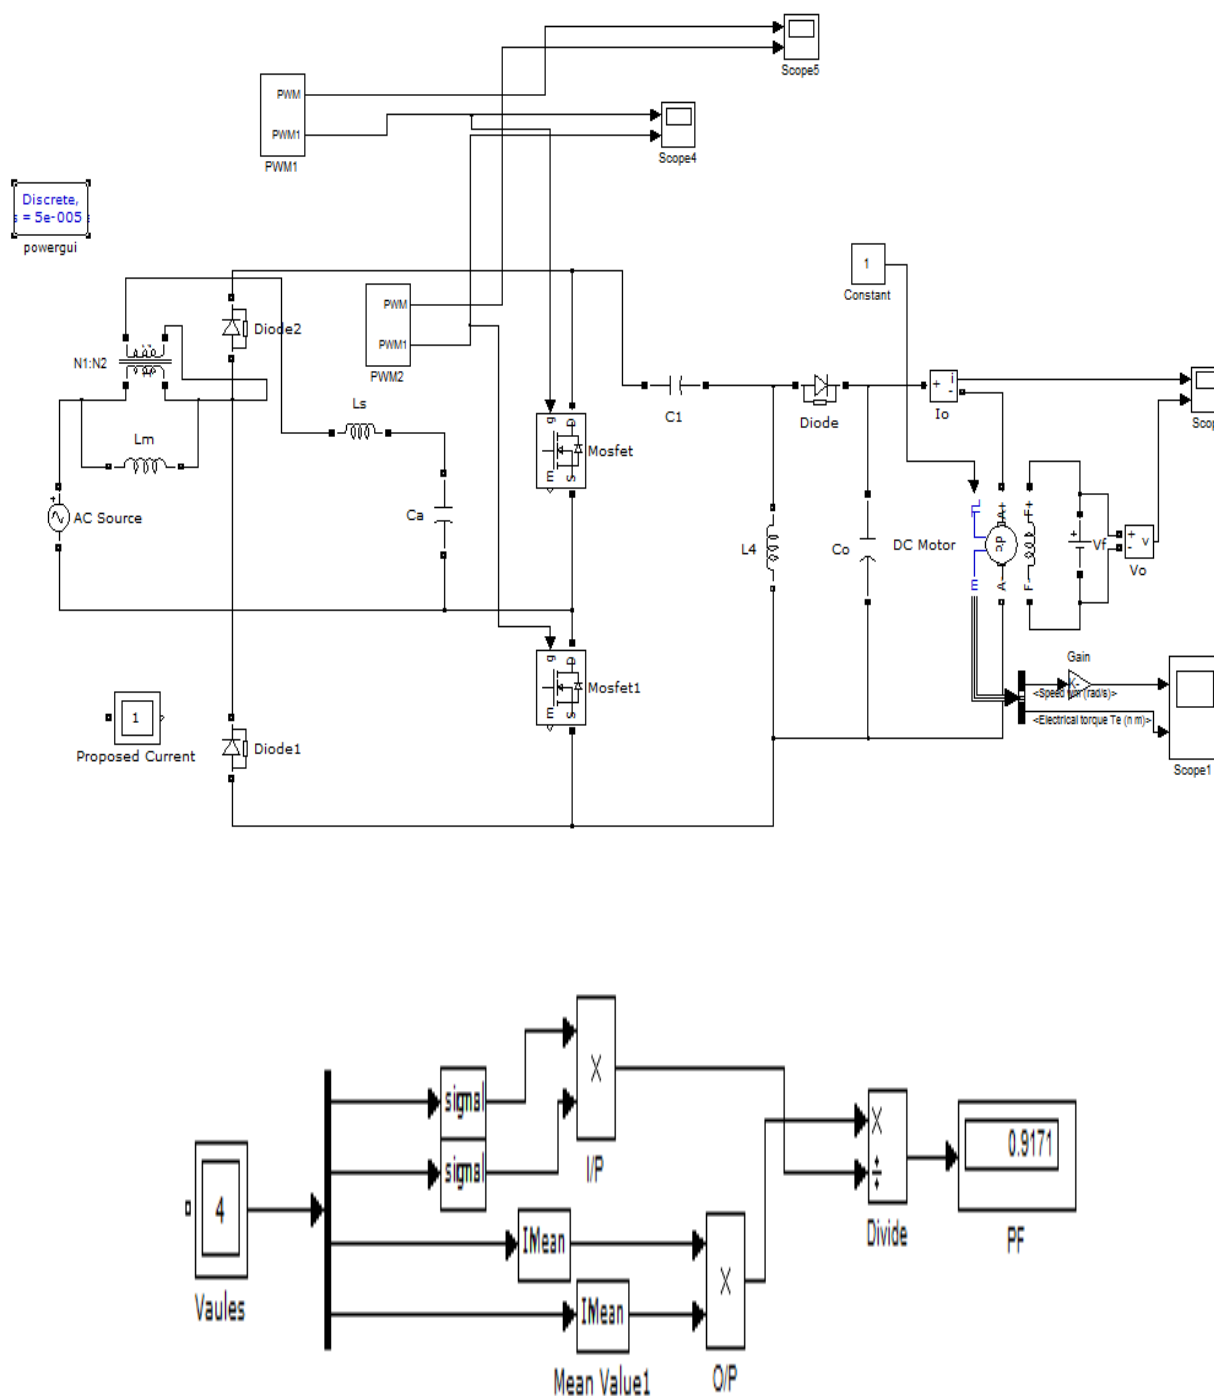 Scope5
PWM
PWM1
PWM1
Scope4
Discrete,
= 5e-005
powergui
1
Constant
PWM
PWM1
PWM2
Diode2
N1:N2
Ls
Lm
C1
Diode
+
-
i
Io
Scop
g
D
m
S
Mosfet
+
AC Source
Ca
L4
Co
DC Motor
TL
m
A+
A-
F+
F-
+
Vf
+
-
v
Vo
g
D
m
S
Mosfet1
Gain
K-
<Speed wm (rad/s)>
<Electrical torque Te (n m)>
Scope1
1
Proposed Current
Diode1
signal
signal
×
I/P
4
Vaules
Mean
Mean
Mean Value1
×
O/P
×
÷
Divide
0.9171
PF